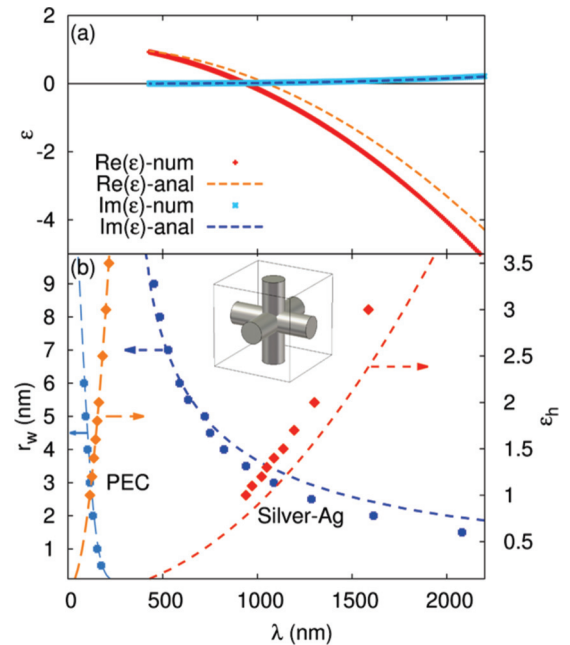 (a)
2
0
-2
-4
ε
Re(ε)-num
Re(ε)-anal
Im(ε)-num
Im(ε)-anal
(b)
9
8
7
6
5
4
3
2
1
r_w (nm)
3.5
3
2.5
2
1.5
1
0.5
ε_h
PEC
Silver-Ag
0 500 1000 1500 2000
λ (nm)